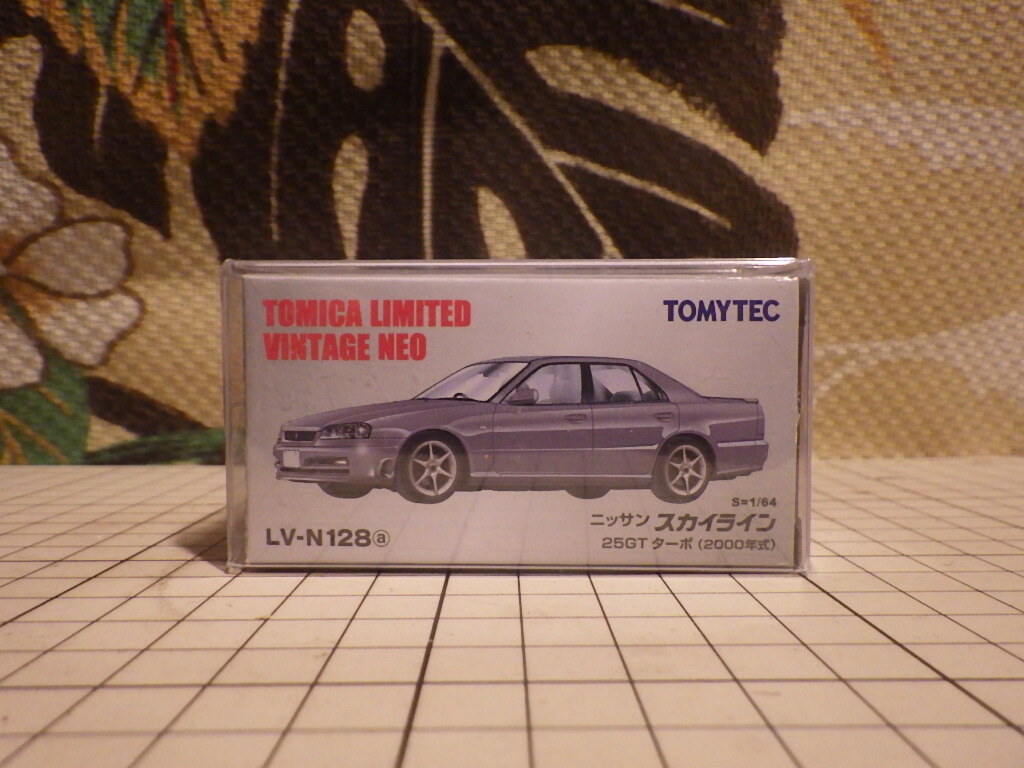 TOMICA LIMITED
VINTAGE NEO
TOMYTEC
S=1/64
ニッサン スカイライン
25GT ターボ (2000年式)
LV-N128ⓐ